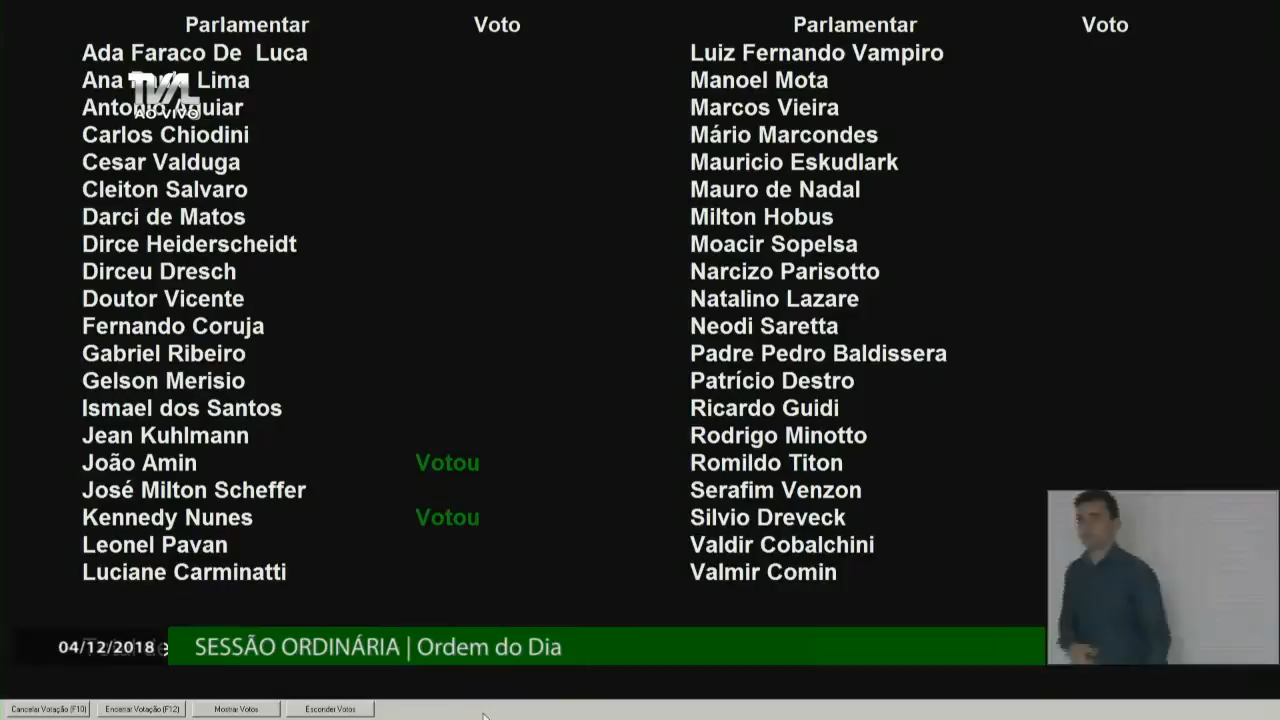 Parlamentar Voto Parlamentar Voto
Ada Faraco De Luca
Ana Lima
Antonio Aguiar
Carlos Chiodini
Cesar Valduga
Cleiton Salvaro
Darci de Matos
Dirce Heiderscheidt
Dirceu Dresch
Doutor Vicente
Fernando Coruja
Gabriel Ribeiro
Gelson Merisio
Ismael dos Santos
Jean Kuhlmann
João Amin Votou
José Milton Scheffer
Kennedy Nunes Votou
Leonel Pavan
Luciane Carminatti
Luiz Fernando Vampiro
Manoel Mota
Marcos Vieira
Mário Marcondes
Mauricio Eskudlark
Mauro de Nadal
Milton Hobus
Moacir Sopelsa
Narcizo Parisotto
Natalino Lazare
Neodi Saretta
Padre Pedro Baldissera
Patrício Destro
Ricardo Guidi
Rodrigo Minotto
Romildo Titon
Serafim Venzon
Silvio Dreveck
Valdir Cobalchini
Valmir Comin
TVAL
AO VIVO
04/12/2018 SESSÃO ORDINÁRIA | Ordem do Dia
Cancelar Votação (F10) Encerrar Votação (F12) Mostrar Votos Esconder Votos